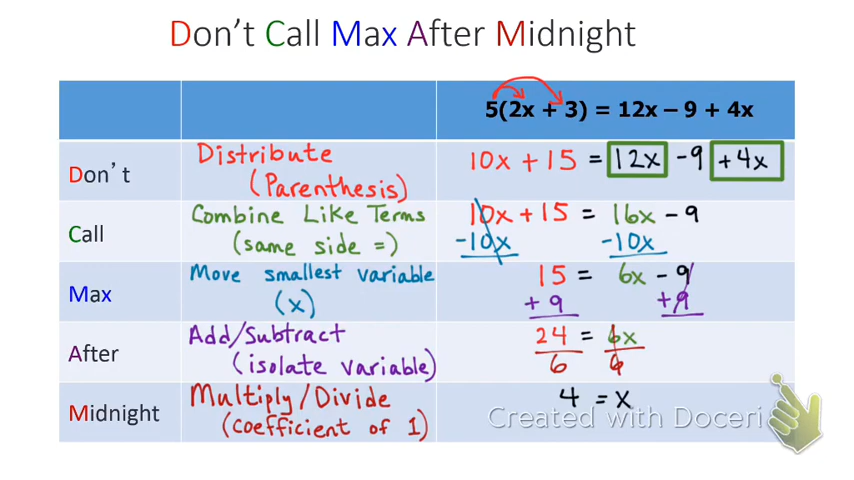 Don't Call Max After Midnight
5(2x + 3) = 12x – 9 + 4x
Don't
Distribute
(Parenthesis)
10x + 15 = 12x - 9 + 4x
Call
Combine Like Terms
(same side =)
10x + 15 = 16x - 9
-10x -10x
Max
Move smallest variable
(x)
15 = 6x - 9
+ 9 + 9
After
Add/Subtract
(isolate variable)
24 = 6x
6 6
Midnight
Multiply/Divide
(coefficient of 1)
4 = x
Created with Doceri